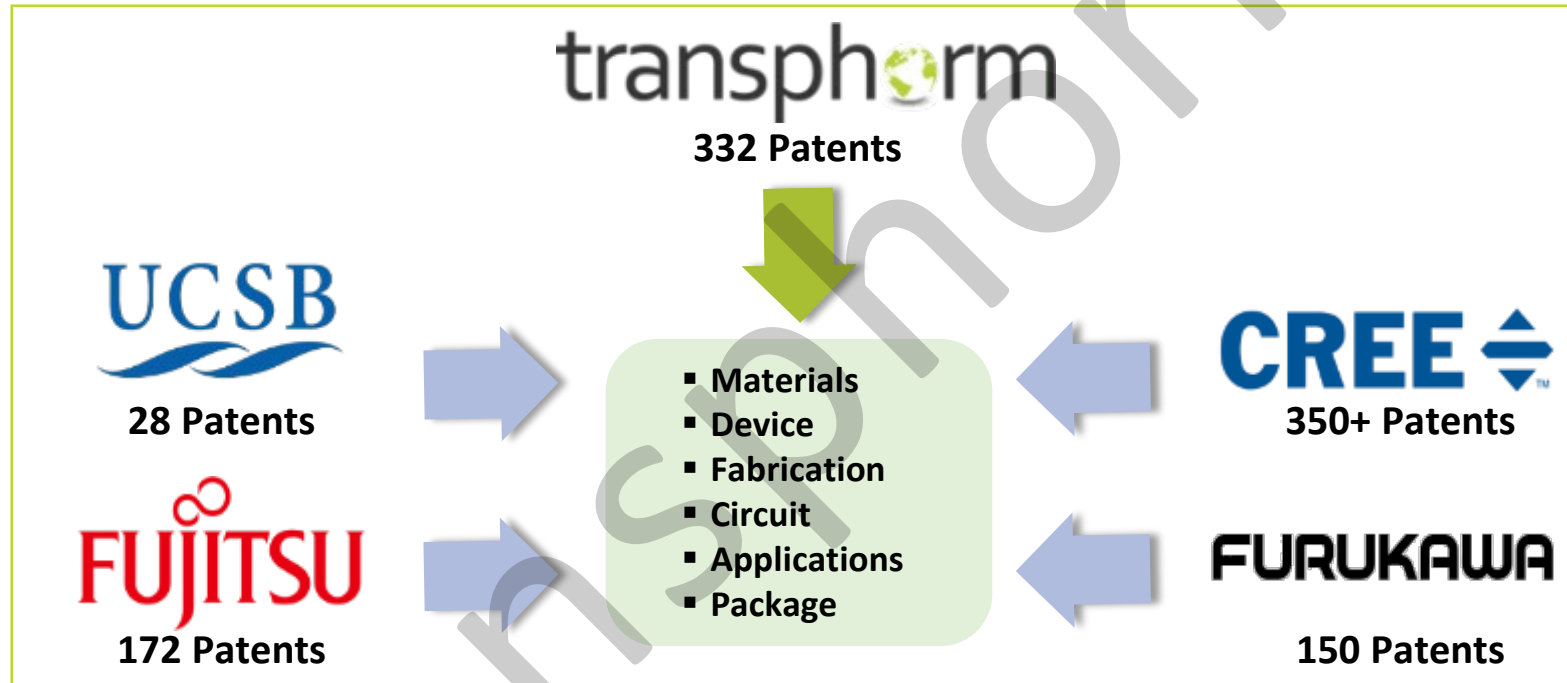 transphorm
332 Patents
UCSB
28 Patents
FUJITSU
172 Patents
▪ Materials
▪ Device
▪ Fabrication
▪ Circuit
▪ Applications
▪ Package
CREE
TM
350+ Patents
FURUKAWA
150 Patents